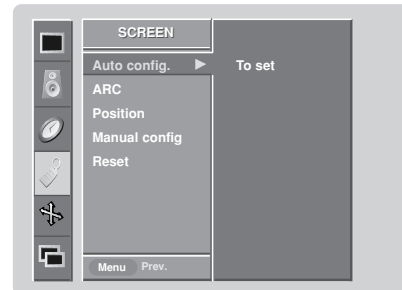 SCREEN
Auto config. ▶ To set
ARC
Position
Manual config
Reset
Menu Prev.